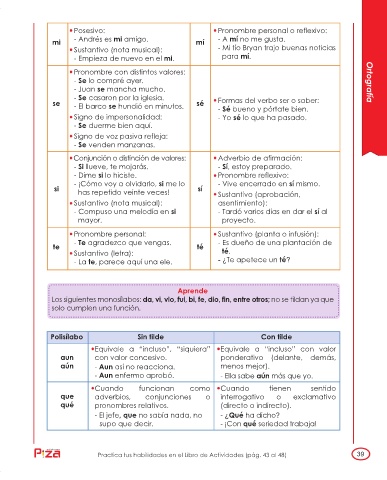 Posesivo:
- Andrés es mi amigo.
mi
Sustantivo (nota musical):
- Empieza de nuevo en el mi.
Pronombre personal o reflexivo:
- A mí no me gusta.
mí
- Mi tío Bryan trajo buenas noticias
para mí.
Pronombre con distintos valores:
- Se lo compré ayer.
- Juan se mancha mucho.
- Se casaron por la iglesia.
se
- El barco se hundió en minutos.
Signo de impersonalidad:
- Se duerme bien aquí.
Signo de voz pasiva refleja:
- Se venden manzanas.
Formas del verbo ser o saber:
sé
- Sé bueno y pórtate bien.
- Yo sé lo que ha pasado.
Conjunción o distinción de valores:
- Si llueve, te mojarás.
- Dime si lo hiciste.
- ¡Cómo voy a olvidarlo, si me lo
si
has repetido veinte veces!
Sustantivo (nota musical):
- Compuso una melodía en si
mayor.
Adverbio de afirmación:
- Sí, estoy preparado.
Pronombre reflexivo:
- Vive encerrado en sí mismo.
sí
Sustantivo (aprobación,
asentimiento):
- Tardó varios días en dar el sí al
proyecto.
Pronombre personal:
- Te agradezco que vengas.
te
Sustantivo (letra):
- La te, parece aquí una ele.
Sustantivo (planta o infusión):
- Es dueño de una plantación de
té
té.
- ¿Te apetece un té?
Ortografía
Aprende
Los siguientes monosílabos: da, vi, vio, fui, bi, fe, dio, fin, entre otros; no se tildan ya que
solo cumplen una función.
Polisílabo Sin tilde Con tilde
Equivale a "incluso", "siquiera"
aun con valor concesivo.
aún - Aun así no reacciona.
- Aun enfermo aprobó.
Equivale a "incluso" con valor
ponderativo (delante, demás,
menos mejor).
- Ella sabe aún más que yo.
Cuando funcionan como
que adverbios, conjunciones o
qué pronombres relativos.
- El jefe, que no sabía nada, no
supo que decir.
Cuando tienen sentido
interrogativo o exclamativo
(directo o indirecto).
- ¿Qué ha dicho?
- ¡Con qué seriedad trabaja!
Piza
Practica tus habilidades en el Libro de Actividades (pág. 43 al 48)
39